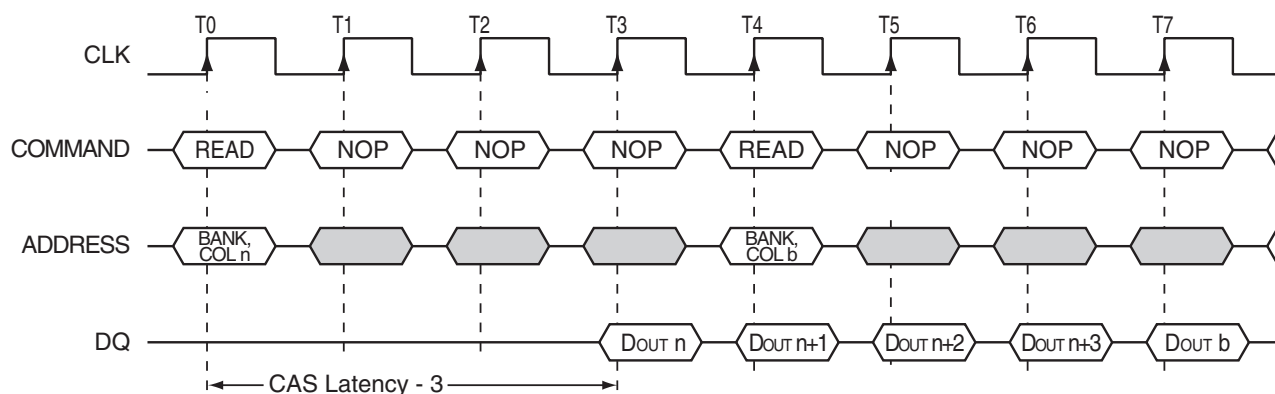 T0 T1 T2 T3 T4 T5 T6 T7
CLK
COMMAND READ NOP NOP NOP READ NOP NOP NOP
ADDRESS BANK, COL n BANK, COL b
DQ DOUT n DOUT n+1 DOUT n+2 DOUT n+3 DOUT b
CAS Latency - 3